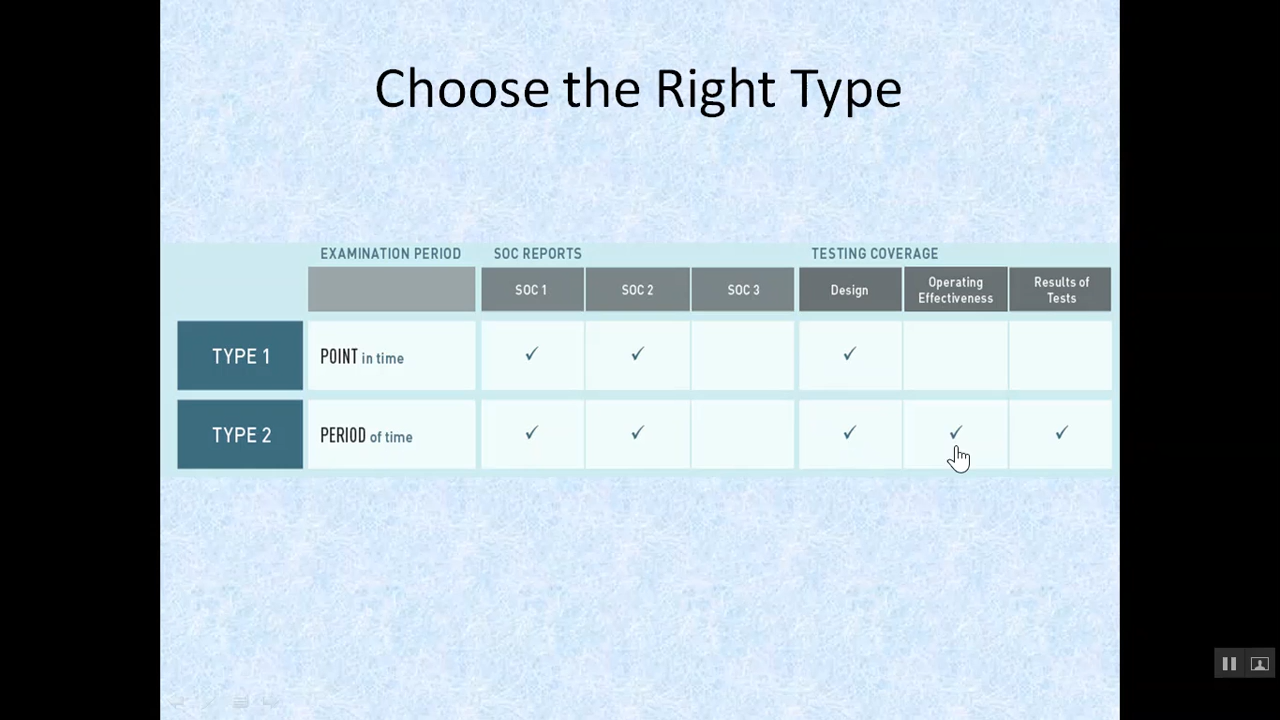 Choose the Right Type
EXAMINATION PERIOD SOC REPORTS TESTING COVERAGE
SOC 1 SOC 2 SOC 3 Design Operating Effectiveness Results of Tests
TYPE 1 POINT in time ✓ ✓ ✓
TYPE 2 PERIOD of time ✓ ✓ ✓ ✓ ✓